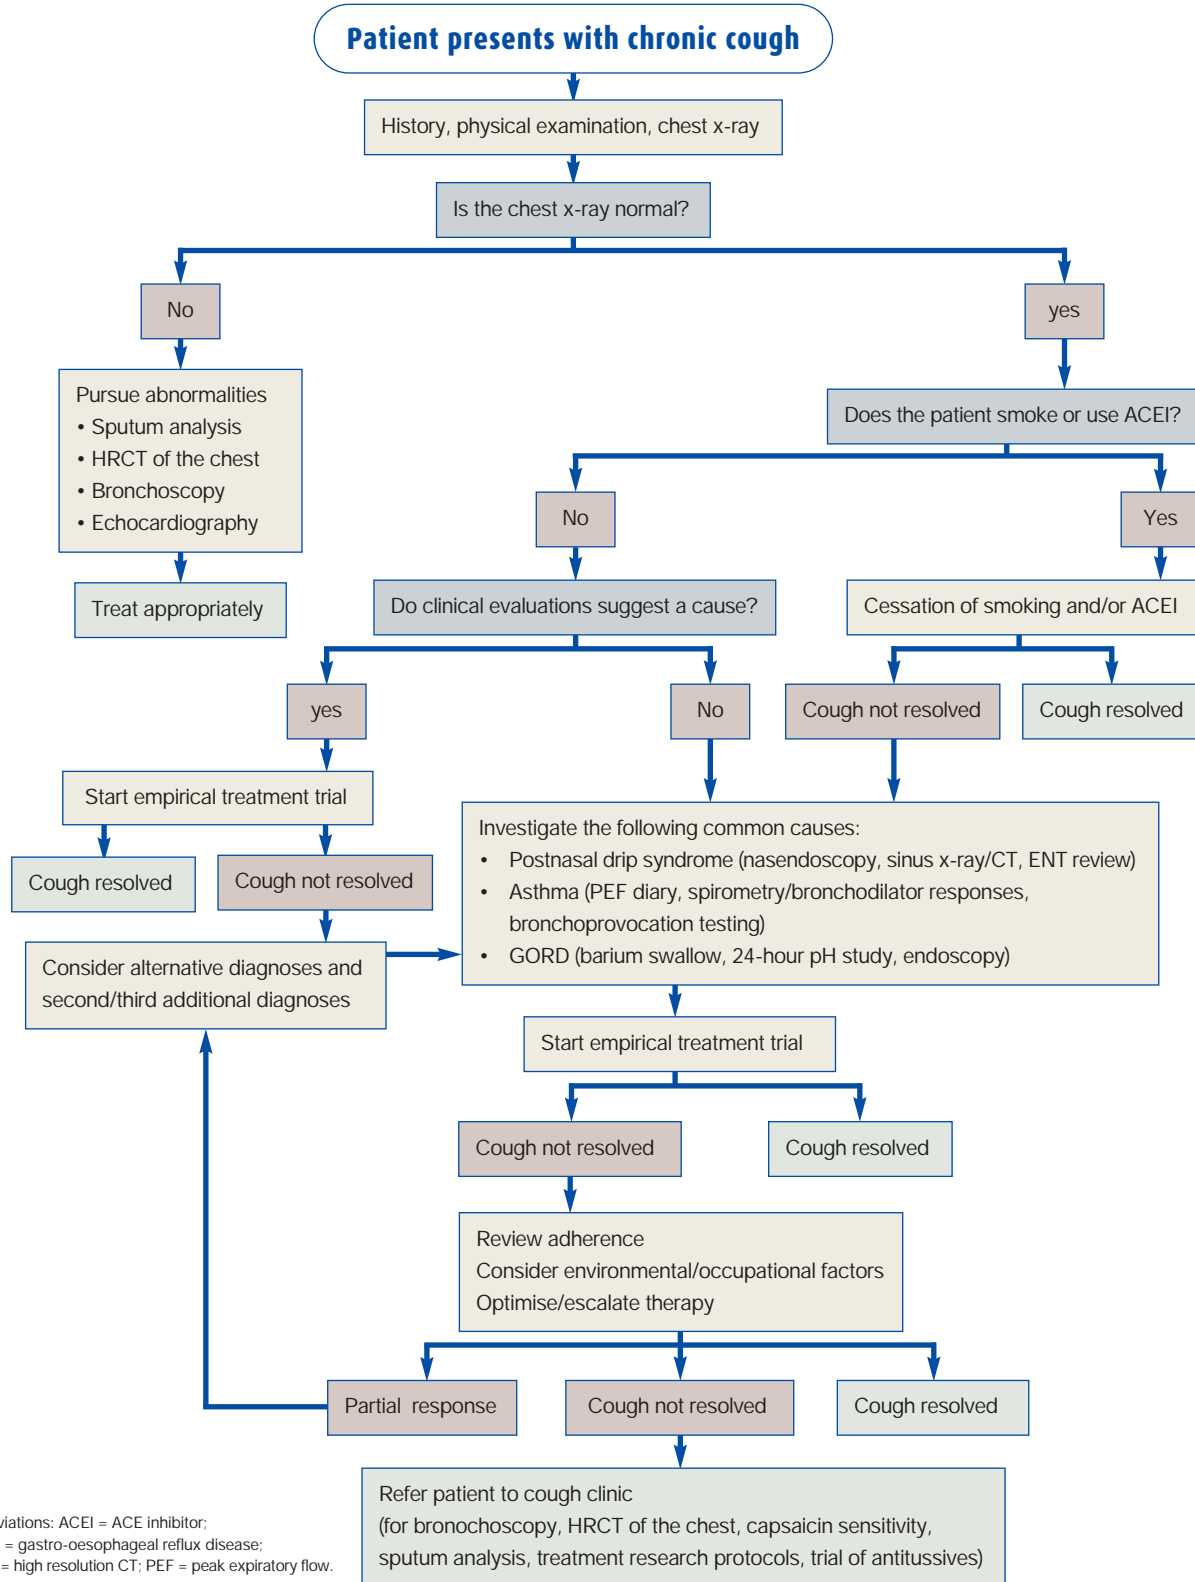 Patient presents with chronic cough
History, physical examination, chest x-ray
Is the chest x-ray normal?
No
yes
Pursue abnormalities
• Sputum analysis
• HRCT of the chest
• Bronchoscopy
• Echocardiography
Does the patient smoke or use ACEI?
No
Yes
Treat appropriately
Do clinical evaluations suggest a cause?
Cessation of smoking and/or ACEI
yes
No
Cough not resolved
Cough resolved
Start empirical treatment trial
Cough resolved
Cough not resolved
Investigate the following common causes:
• Postnasal drip syndrome (nasendoscopy, sinus x-ray/CT, ENT review)
• Asthma (PEF diary, spirometry/bronchodilator responses,
bronchoprovocation testing)
• GORD (barium swallow, 24-hour pH study, endoscopy)
Consider alternative diagnoses and
second/third additional diagnoses
Start empirical treatment trial
Cough not resolved
Cough resolved
Review adherence
Consider environmental/occupational factors
Optimise/escalate therapy
Partial response
Cough not resolved
Cough resolved
Refer patient to cough clinic
(for bronochoscopy, HRCT of the chest, capsaicin sensitivity,
sputum analysis, treatment research protocols, trial of antitussives)
viations: ACEI = ACE inhibitor;
= gastro-oesophageal reflux disease;
= high resolution CT; PEF = peak expiratory flow.